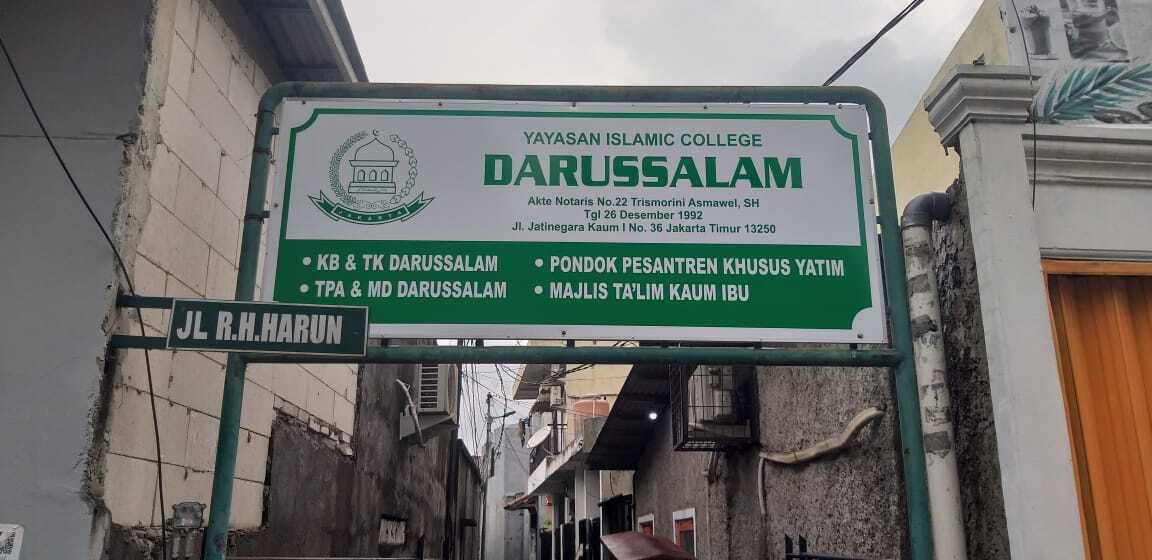 YAYASAN ISLAMIC COLLEGE
DARUSSALAM
Akte Notaris No.22 Trismorini Asmawel, SH
Tgl 26 Desember 1992
Jl. Jatinegara Kaum I No. 36 Jakarta Timur 13250
JAKARTA
• KB & TK DARUSSALAM
• TPA & MD DARUSSALAM
• PONDOK PESANTREN KHUSUS YATIM
• MAJLIS TA'LIM KAUM IBU
JL R.H.HARUN